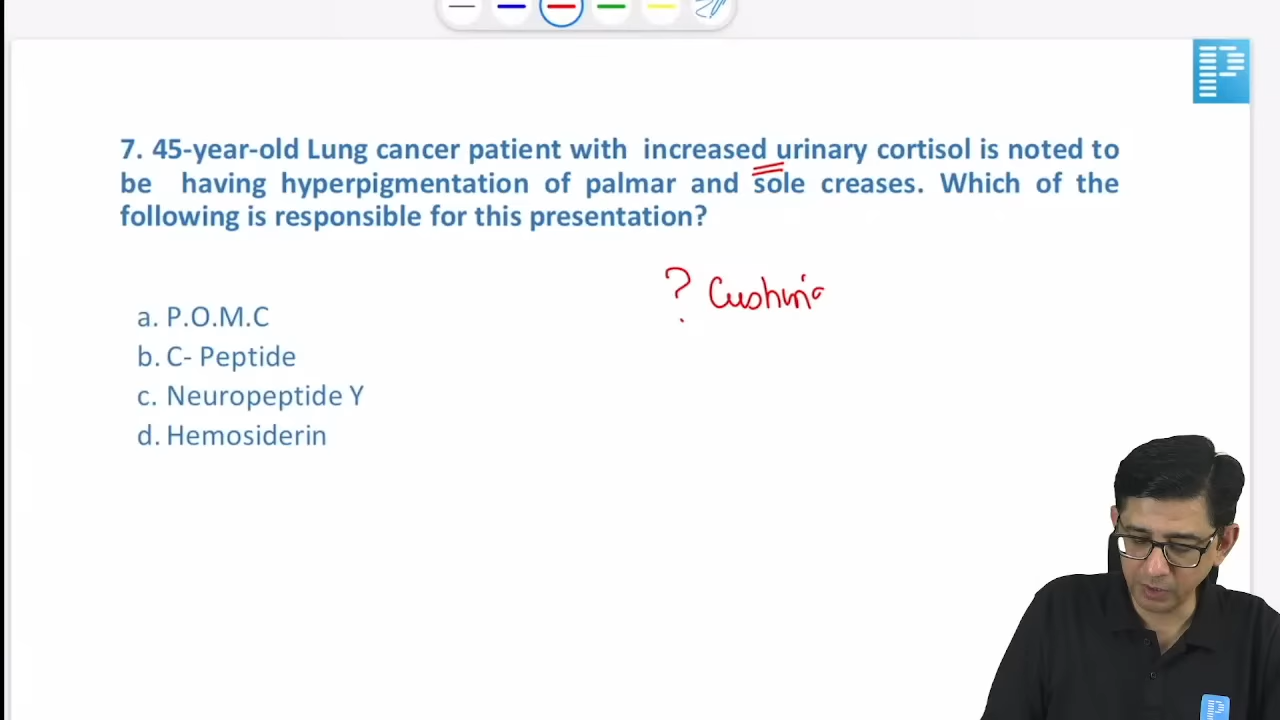 7. 45-year-old Lung cancer patient with increased urinary cortisol is noted to
be having hyperpigmentation of palmar and sole creases. Which of the
following is responsible for this presentation?
? Cushing
a. P.O.M.C
b. C- Peptide
c. Neuropeptide Y
d. Hemosiderin